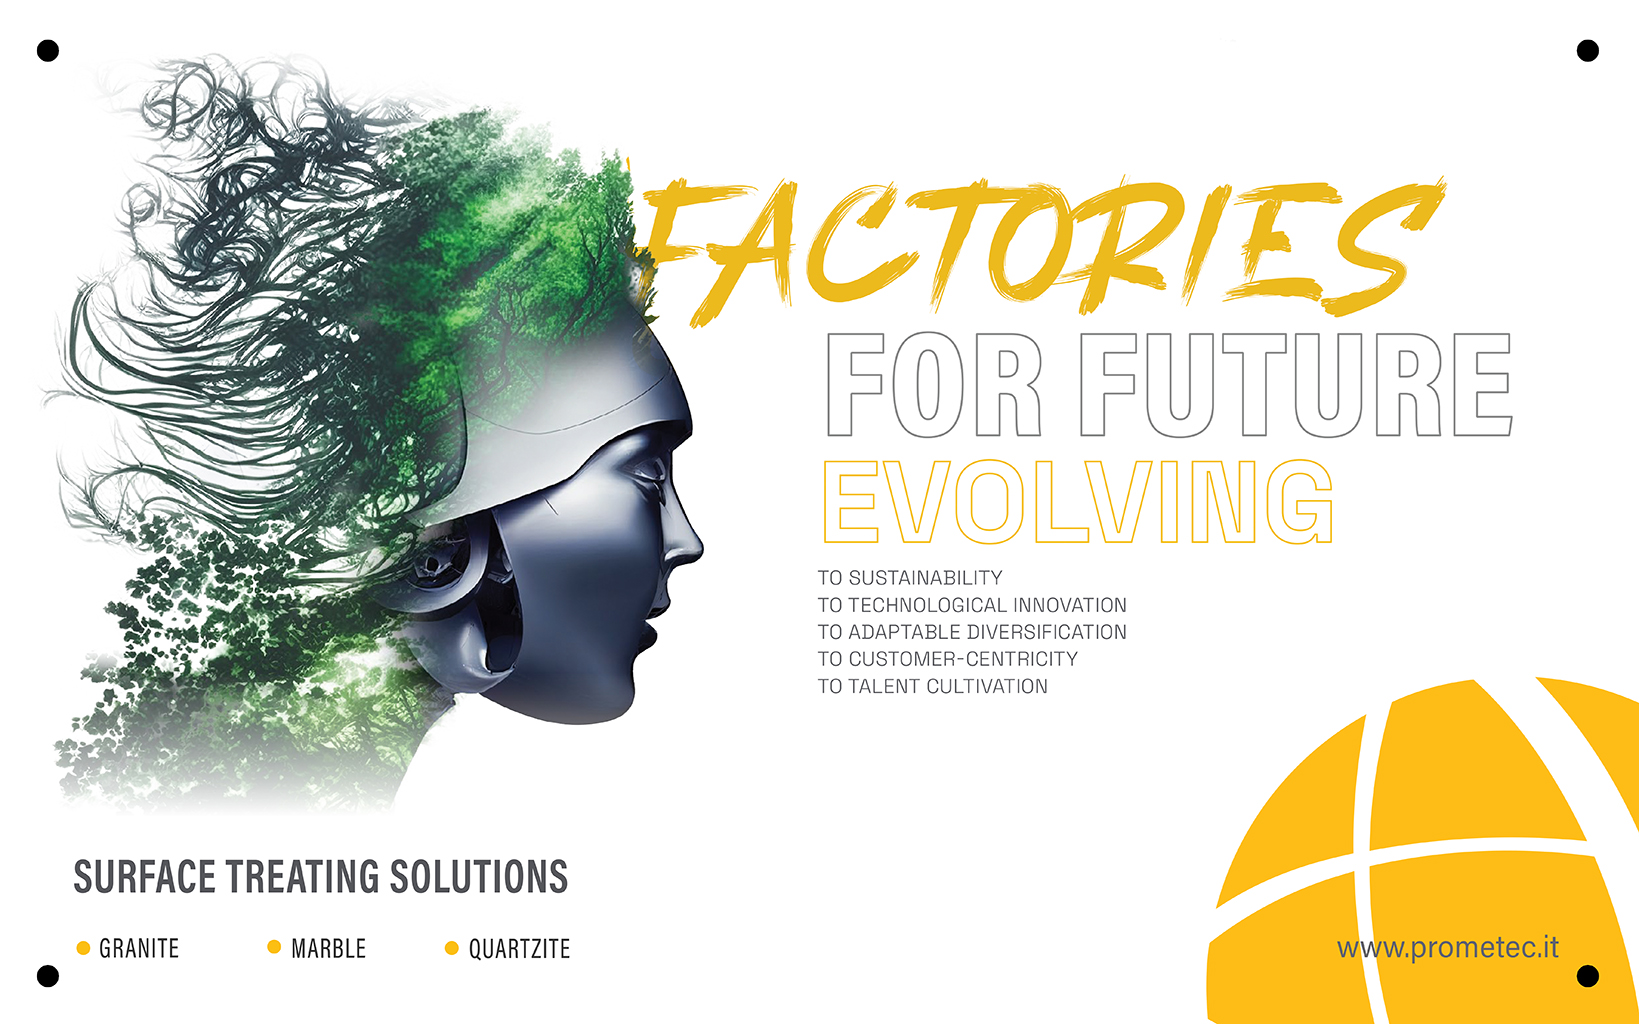 FACTORIES
FOR FUTURE
EVOLVING
TO SUSTAINABILITY
TO TECHNOLOGICAL INNOVATION
TO ADAPTABLE DIVERSIFICATION
TO CUSTOMER-CENTRICITY
TO TALENT CULTIVATION
SURFACE TREATING SOLUTIONS
GRANITE MARBLE QUARTZITE
www.prometec.it